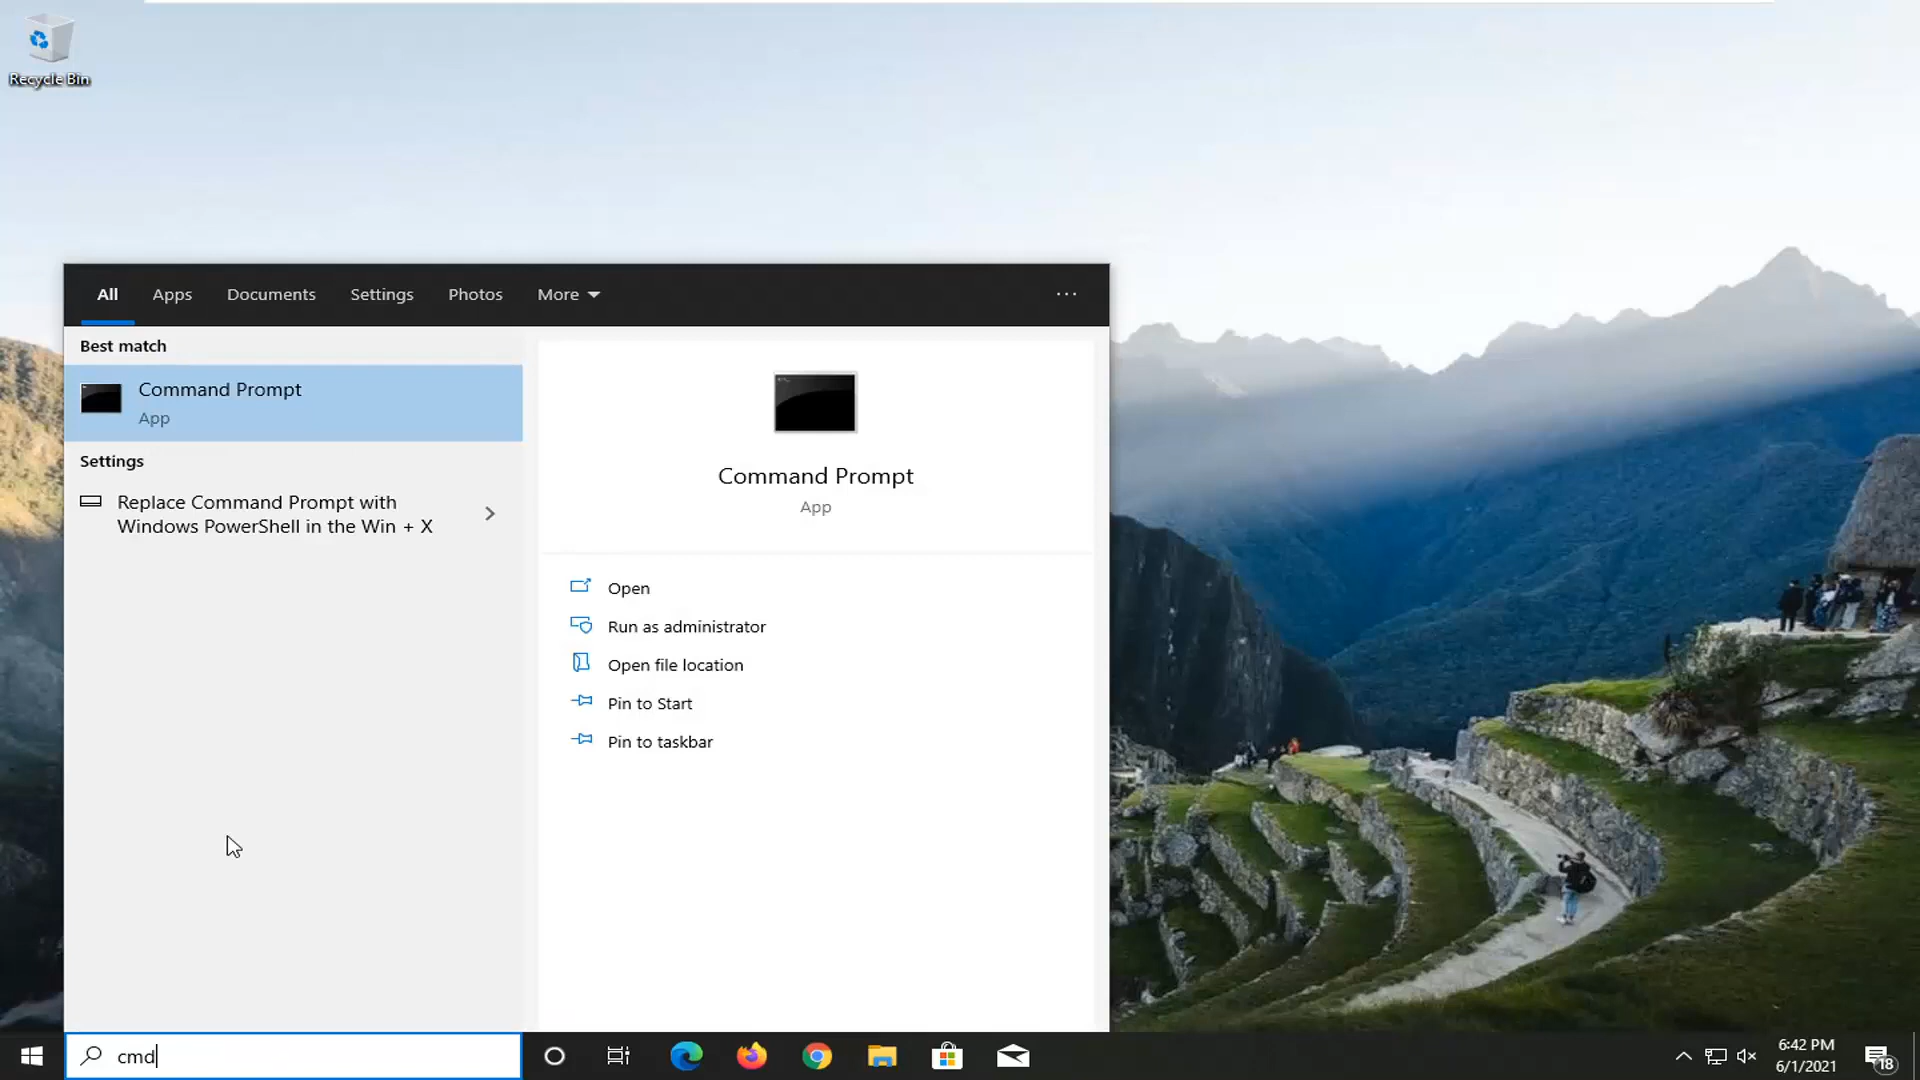 Recycle Bin
All Apps Documents Settings Photos More ...
Best match
Command Prompt
App
Settings
Replace Command Prompt with
Windows PowerShell in the Win + X
Command Prompt
App
Open
Run as administrator
Open file location
Pin to Start
Pin to taskbar
cmd
6:42 PM
6/1/2021
18